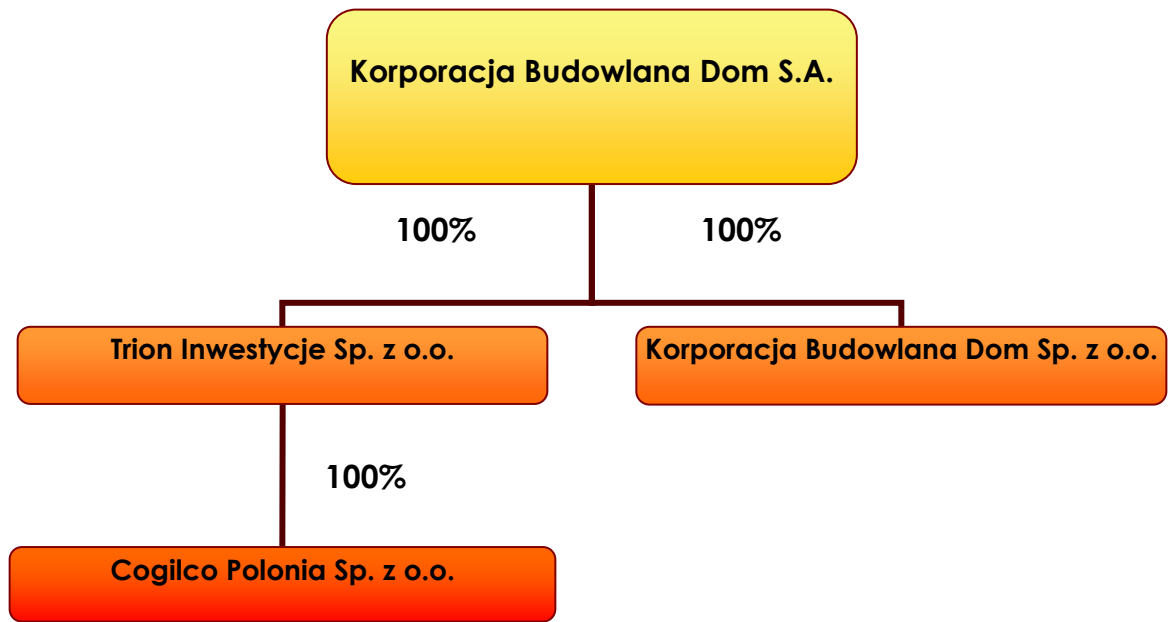 Korporacja Budowlana Dom S.A.
100%
100%
Trion Inwestycje Sp. z o.o.
Korporacja Budowlana Dom Sp. z o.o.
100%
Cogilco Polonia Sp. z o.o.